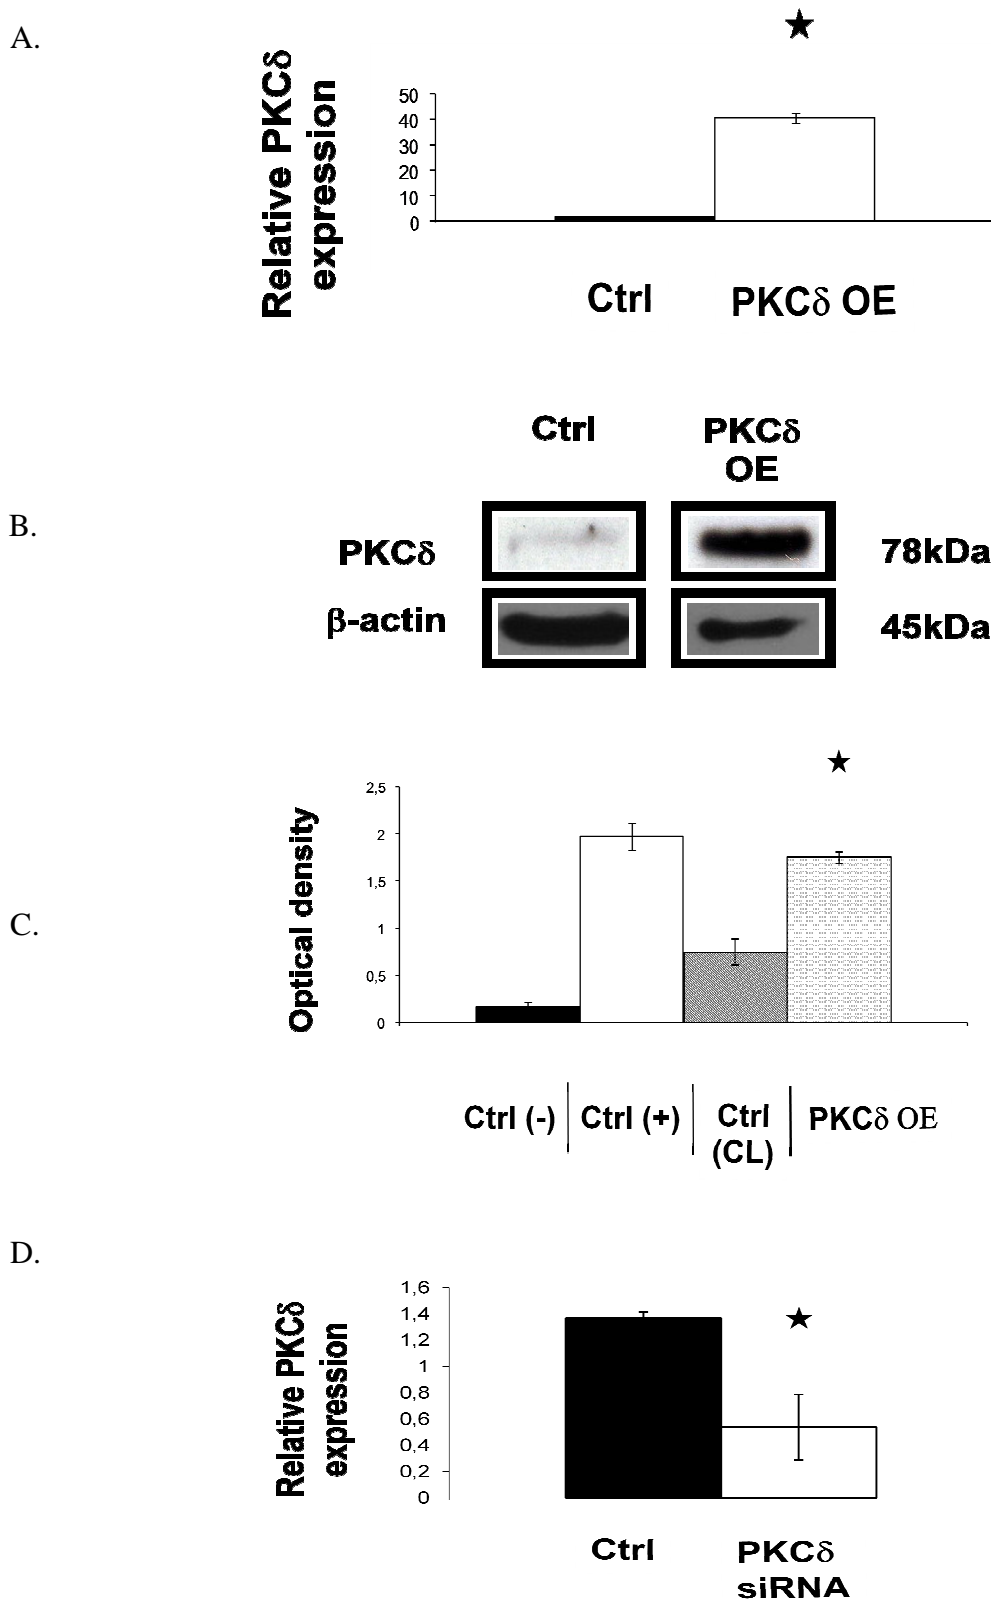 A.
Relative PKCδ
expression
50
40
30
20
10
0
Ctrl
PKCδ OE
Ctrl
PKCδ
OE
B.
PKCδ
78kDa
β-actin
45kDa
C.
Optical density
2,5
2
1,5
1
0,5
0
Ctrl (-)
Ctrl (+)
Ctrl
(CL)
PKCδ OE
D.
Relative PKCδ
expression
1,6
1,4
1,2
1
0,8
0,6
0,4
0,2
0
Ctrl
PKCδ
siRNA